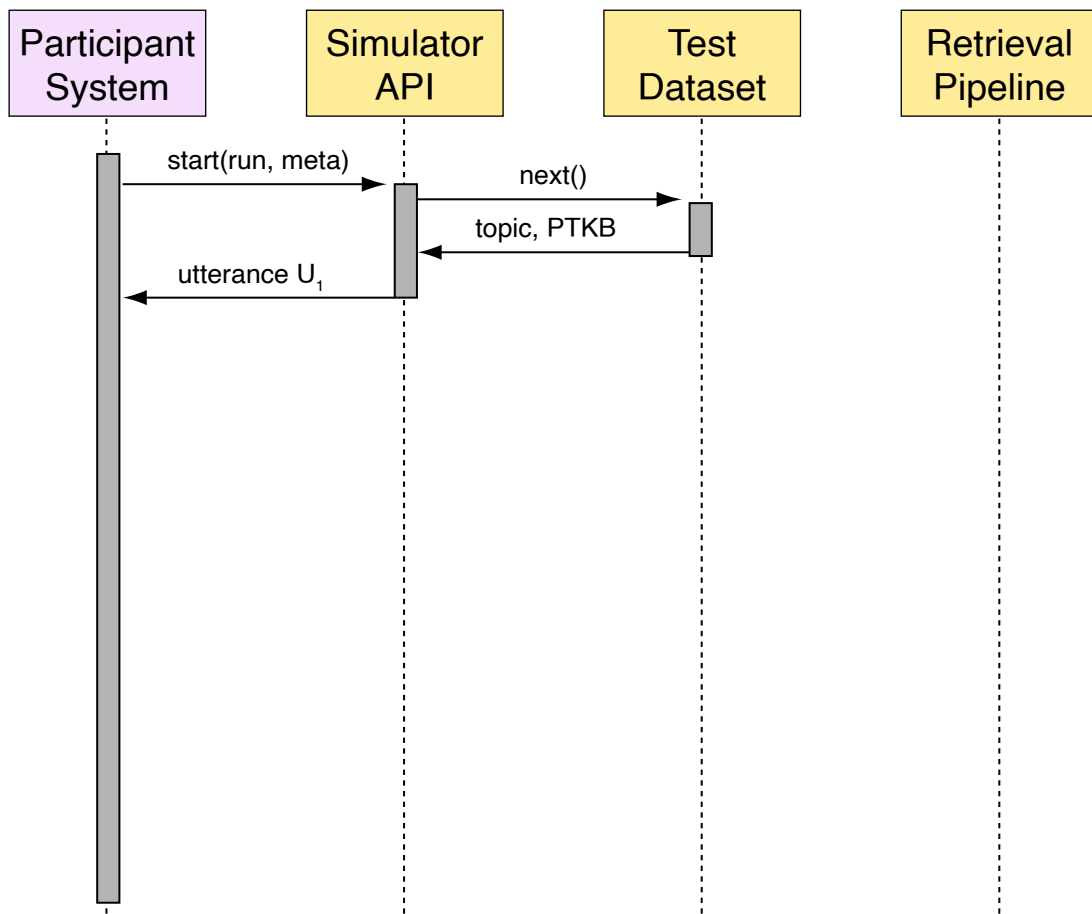 Participant
System
Simulator
API
Test
Dataset
Retrieval
Pipeline
start(run, meta)
next()
topic, PTKB
utterance U₁